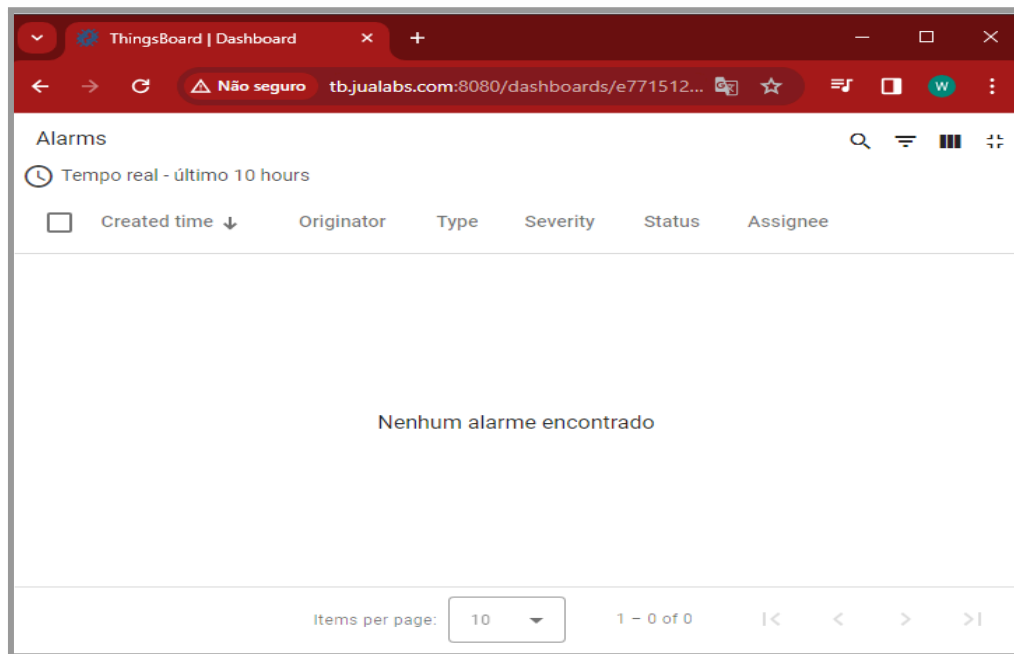 ThingsBoard | Dashboard
Não seguro tb.jualabs.com:8080/dashboards/e771512... W
Alarms
Tempo real - último 10 hours
Created time Originator Type Severity Status Assignee
Nenhum alarme encontrado
Items per page: 10 1 – 0 of 0